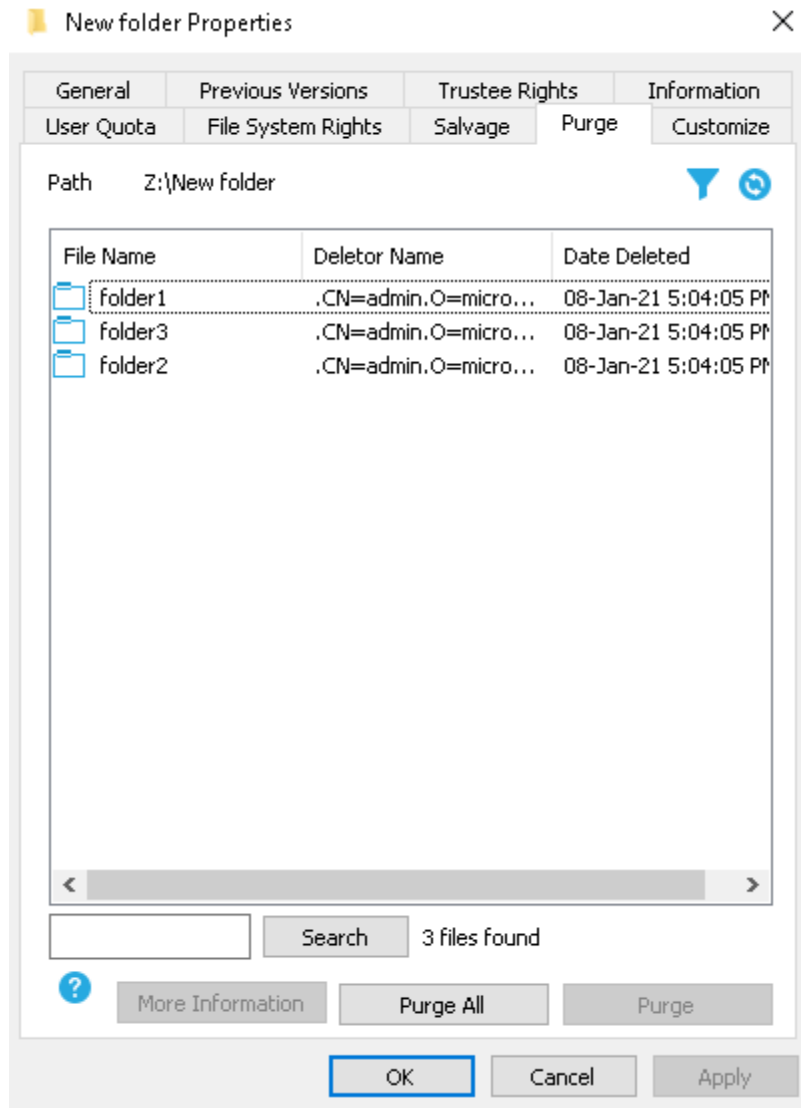 New folder Properties
General Previous Versions Trustee Rights Information
User Quota File System Rights Salvage Purge Customize
Path Z:\New folder
File Name Deletor Name Date Deleted
folder1 .CN=admin.O=micro... 08-Jan-21 5:04:05 PM
folder3 .CN=admin.O=micro... 08-Jan-21 5:04:05 PM
folder2 .CN=admin.O=micro... 08-Jan-21 5:04:05 PM
Search 3 files found
? More Information Purge All Purge
OK Cancel Apply